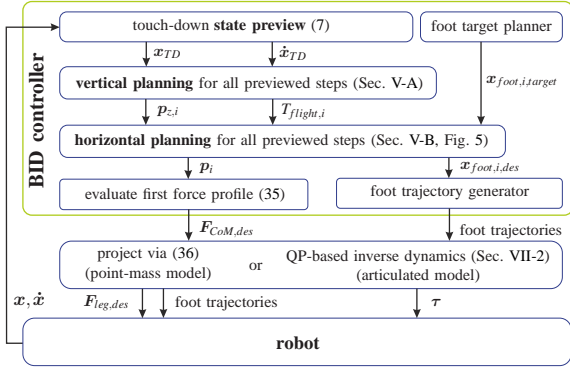 touch-down state preview (7)
foot target planner
x_TD
ẋ_TD
vertical planning for all previewed steps (Sec. V-A)
x_foot,i,target
p_z,i
T_flight,i
horizontal planning for all previewed steps (Sec. V-B, Fig. 5)
p_i
x_foot,i,des
evaluate first force profile (35)
foot trajectory generator
BID controller
F_CoM,des
foot trajectories
project via (36)
(point-mass model)
or
QP-based inverse dynamics (Sec. VII-2)
(articulated model)
x, ẋ
F_leg,des
foot trajectories
τ
robot